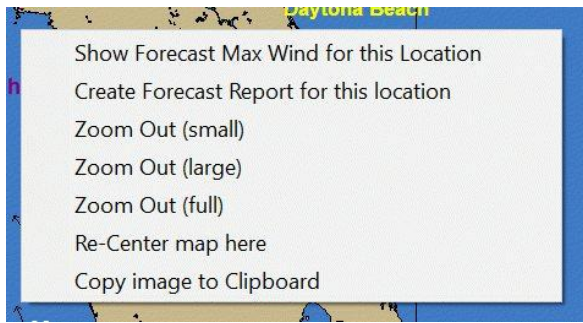 Daytona Beach
Show Forecast Max Wind for this Location
Create Forecast Report for this location
Zoom Out (small)
Zoom Out (large)
Zoom Out (full)
Re-Center map here
Copy image to Clipboard